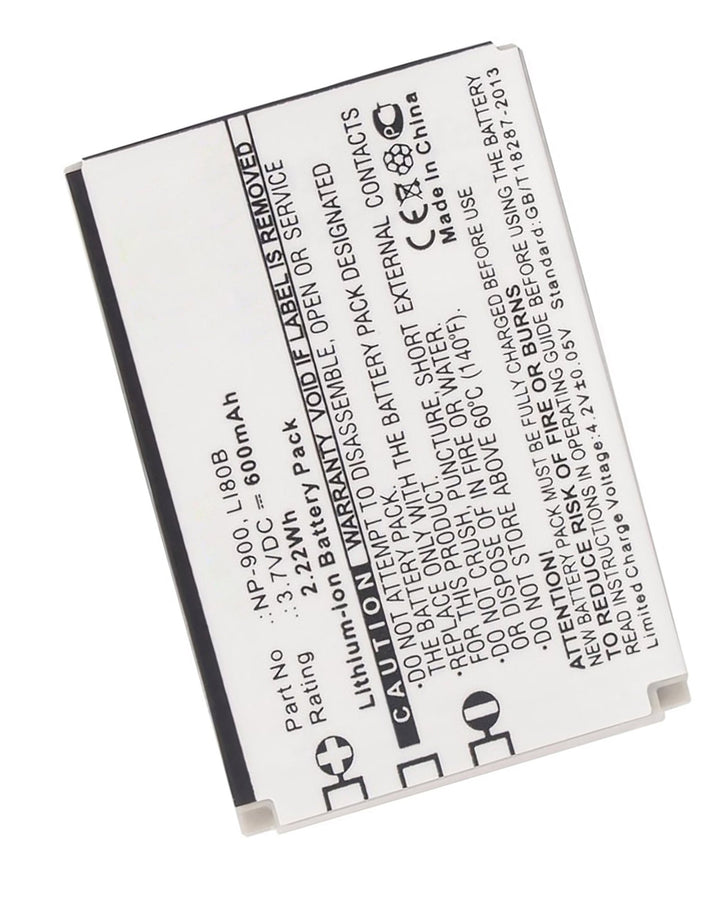 Part No :: NP-900, LI80B
Rating :: 3.7VDC ⎓ 600mAh
2.22Wh
Lithium-Ion Battery Pack
CAUTION WARRANTY VOID IF LABEL IS REMOVED
·DO NOT ATTEMPT TO DISASSEMBLE, OPEN OR SERVICE
THE BATTERY PACK.
·REPLACE ONLY WITH THE BATTERY PACK DESIGNATED
FOR PRODUCT.
·DO NOT CRUSH, PUNCTURE, SHORT EXTERNAL CONTACTS
OR DISPOSE OF IN FIRE OR WATER.
·DO NOT STORE ABOVE 60°C (140°F).
CE
PC
Made in China
ATTENTION!
NEW BATTERY PACK MUST BE FULLY CHARGED BEFORE USE
TO REDUCE RISK OF FIRE OR BURNS
READ INSTRUCTIONS IN OPERATING GUIDE BEFORE USING THE BATTERY
Limited Charge Voltage:4.2V±0.05V Standard:GB/T18287-2013
+
-